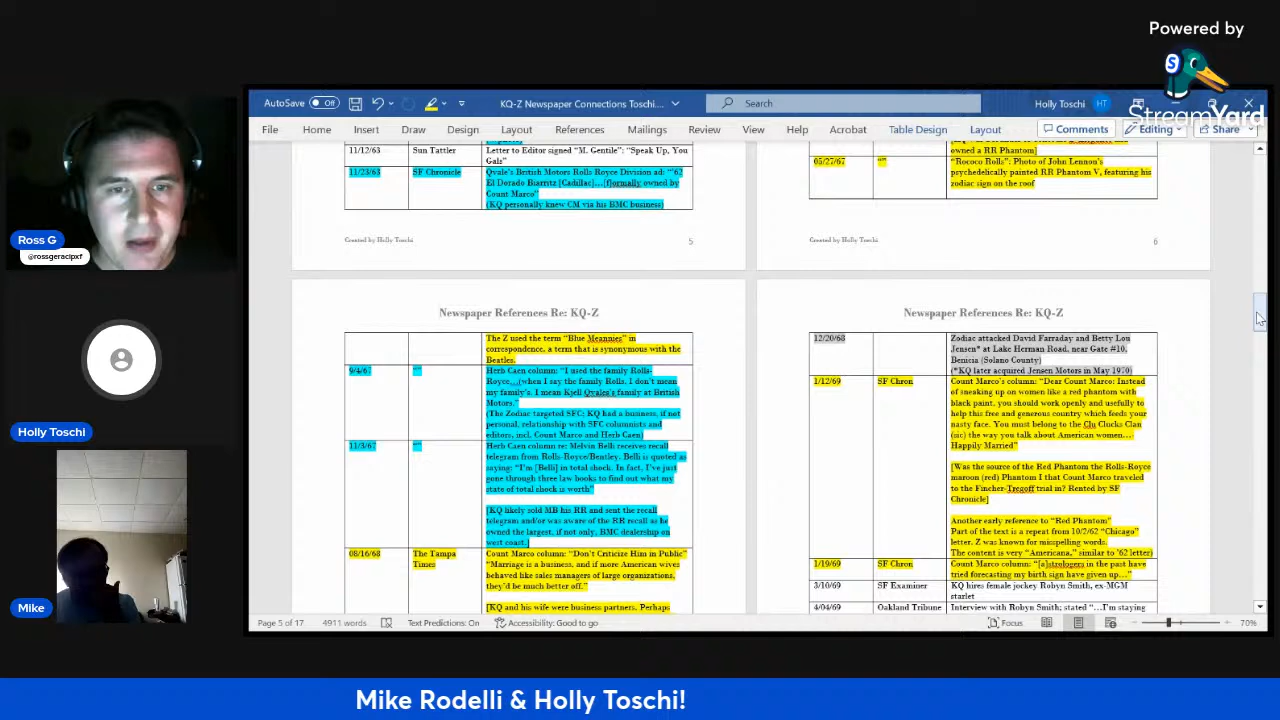 Powered by
S
StreamYard
AutoSave Off
KQ-Z Newspaper Connections Toschi....
Search
Holly Toschi HT
File Home Insert Draw Design Layout References Mailings Review View Help Acrobat Table Design Layout Comments Editing Share
11/12/63 Sun Tattler Letter to Editor signed "M. Gentile": "Speak Up, You
Gals"
11/23/63 SF Chronicle Qvale's British Motors Rolls Royce Division ad: "'62
El Dorado Biarritz [Cadillac]...[f]ormally owned by
Count Marco"
(KQ personally knew CM via his BMC business)
Created by Holly Toschi 5
owned a RR Phantom]
05/27/67 "" "Rococo Rolls": Photo of John Lennon's
psychedelically painted RR Phantom V, featuring his
zodiac sign on the roof
Created by Holly Toschi 6
Newspaper References Re: KQ-Z
The Z used the term "Blue Meannies" in
correspondence, a term that is synonymous with the
Beatles.
9/4/67 "" Herb Caen column: "I used the family Rolls-
Royce...(when I say the family Rolls, I don't mean
my family's. I mean Kjell Qvales's family at British
Motors."
(The Zodiac targeted SFC; KQ had a business, if not
personal, relationship with SFC columnists and
editors, incl. Count Marco and Herb Caen)
11/3/67 "" Herb Caen column re: Melvin Belli receives recall
telegram from Rolls-Royce/Bentley. Belli is quoted as
saying: "I'm [Belli] in total shock. In fact, I've just
gone through three law books to find out what my
state of total shock is worth"
[KQ likely sold MB his RR and sent the recall
telegram and/or was aware of the RR recall as he
owned the largest, if not only, BMC dealership on
west coast.]
08/16/68 The Tampa Times Count Marco column: "Don't Criticize Him in Public"
"Marriage is a business, and if more American wives
behaved like sales managers of large organizations,
they'd be much better off."
[KQ and his wife were business partners. Perhaps
Newspaper References Re: KQ-Z
12/20/68 Zodiac attacked David Farraday and Betty Lou
Jensen* at Lake Herman Road, near Gate #10,
Benicia (Solano County)
(*KQ later acquired Jensen Motors in May 1970)
1/12/69 SF Chron Count Marco's column: "Dear Count Marco: Instead
of sneaking up on women like a red phantom with
black paint, you should work openly and usefully to
help this free and generous country which feeds your
nasty face. You must belong to the Clu Clucks Clan
(sic) the way you talk about American women...-
Happily Married"
[Was the source of the Red Phantom the Rolls-Royce
maroon (red) Phantom I that Count Marco traveled
to the Fincher-Tregoff trial in? Rented by SF
Chronicle]
Another early reference to "Red Phantom"
Part of the text is a repeat from 10/2/62 "Chicago"
letter. Z was known for misspelling words.
The content is very "Americana," similar to '62 letter)
1/19/69 SF Chron Count Marco column: "[a]strologers in the past have
tried forecasting my birth sign have given up..."
3/10/69 SF Examiner KQ hires female jockey Robyn Smith, ex-MGM
starlet
4/04/69 Oakland Tribune Interview with Robyn Smith; stated "...I'm staying
Page 5 of 17 4911 words Text Predictions: On Accessibility: Good to go Focus 70%
Ross G
@rossgeracipxf
Holly Toschi
Mike
Mike Rodelli & Holly Toschi!